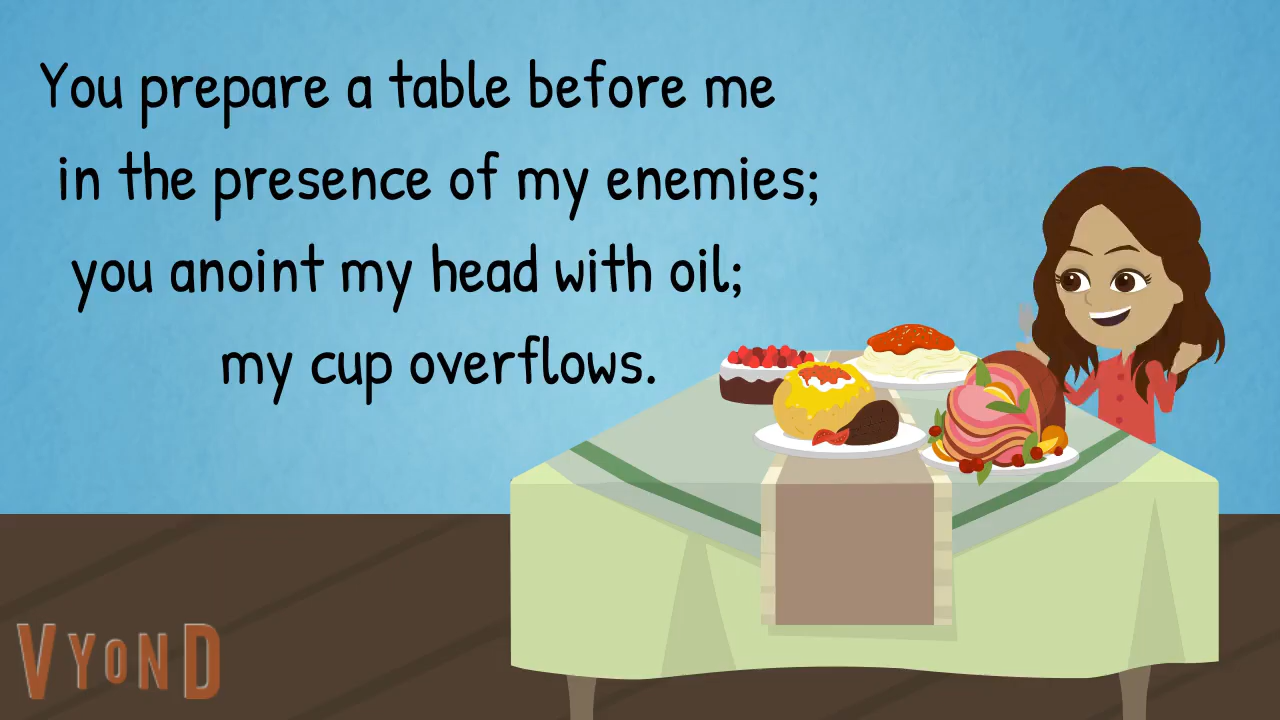 You prepare a table before me
in the presence of my enemies;
you anoint my head with oil;
my cup overflows.
VYOND